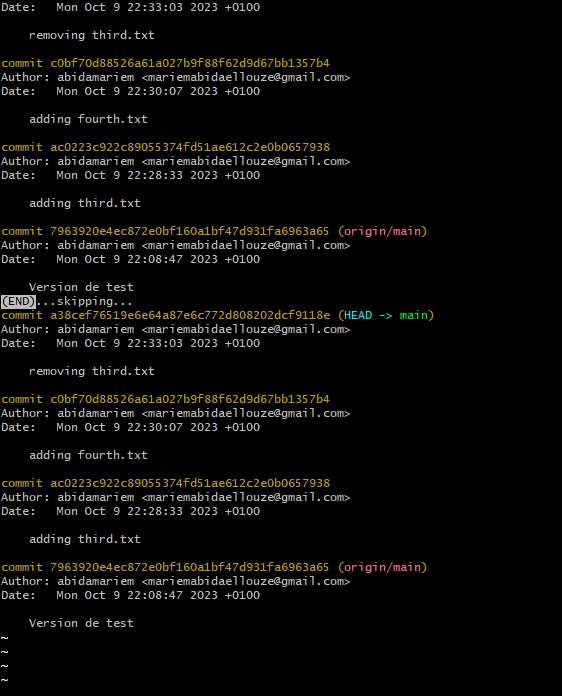 Date:   Mon Oct 9 22:33:03 2023 +0100
    removing third.txt
commit c0bf70d88526a61a027b9f88f62d9d67bb1357b4
Author: abidamariem <mariemabidaellouze@gmail.com>
Date:   Mon Oct 9 22:30:07 2023 +0100
    adding fourth.txt
commit ac0223c922c89055374fd51ae612c2e0b0657938
Author: abidamariem <mariemabidaellouze@gmail.com>
Date:   Mon Oct 9 22:28:33 2023 +0100
    adding third.txt
commit 7963920e4ec872e0bf160a1bf47d931fa6963a65 (origin/main)
Author: abidamariem <mariemabidaellouze@gmail.com>
Date:   Mon Oct 9 22:08:47 2023 +0100
    Version de test
(END)...skipping...
commit a38cef76519e6e64a87e6c772d808202dcf9118e (HEAD -> main)
Author: abidamariem <mariemabidaellouze@gmail.com>
Date:   Mon Oct 9 22:33:03 2023 +0100
    removing third.txt
commit c0bf70d88526a61a027b9f88f62d9d67bb1357b4
Author: abidamariem <mariemabidaellouze@gmail.com>
Date:   Mon Oct 9 22:30:07 2023 +0100
    adding fourth.txt
commit ac0223c922c89055374fd51ae612c2e0b0657938
Author: abidamariem <mariemabidaellouze@gmail.com>
Date:   Mon Oct 9 22:28:33 2023 +0100
    adding third.txt
commit 7963920e4ec872e0bf160a1bf47d931fa6963a65 (origin/main)
Author: abidamariem <mariemabidaellouze@gmail.com>
Date:   Mon Oct 9 22:08:47 2023 +0100
    Version de test
~
~
~
~